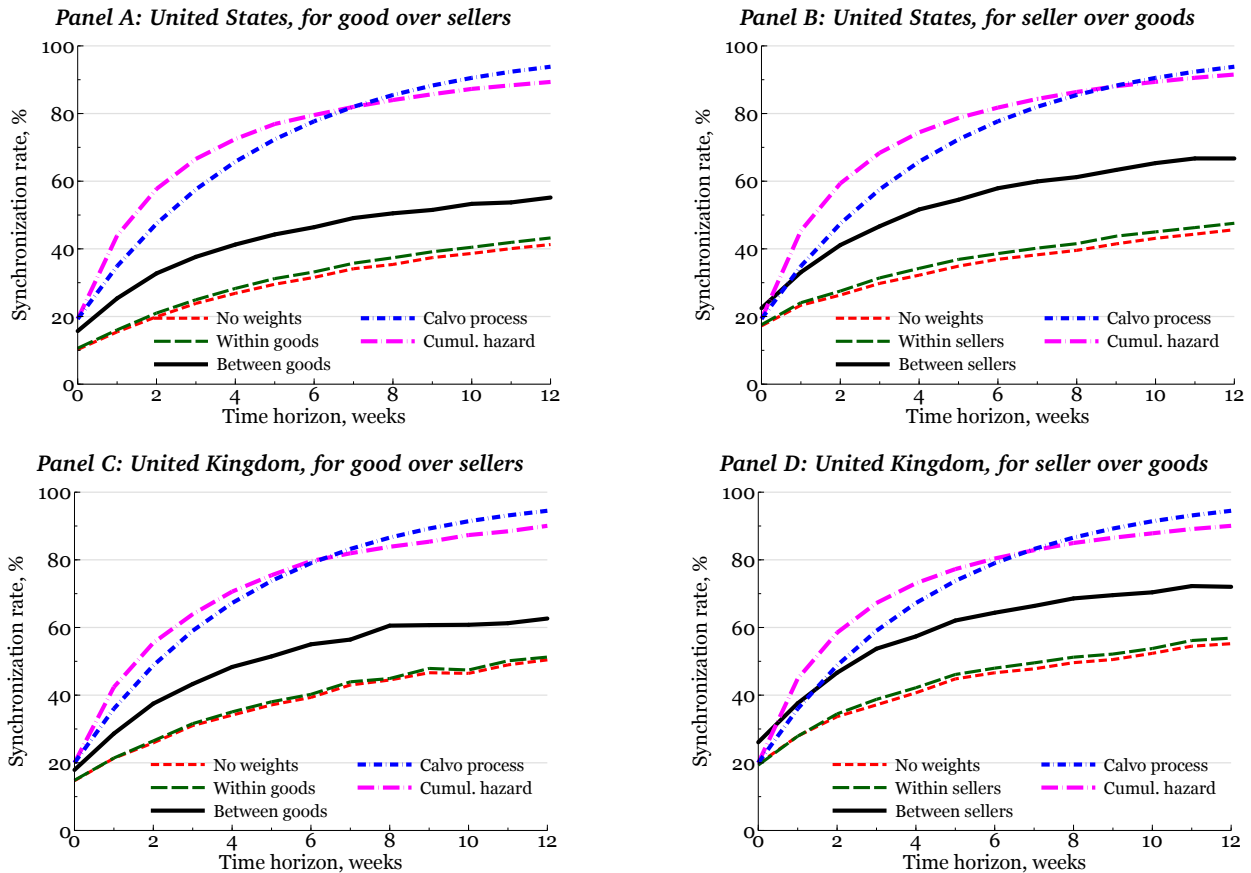 Panel A: United States, for good over sellers
Synchronization rate, %
100
80
60
40
20
0
No weights
Within goods
Between goods
Calvo process
Cumul. hazard
0 2 4 6 8 10 12
Time horizon, weeks
Panel B: United States, for seller over goods
Synchronization rate, %
100
80
60
40
20
0
No weights
Within sellers
Between sellers
Calvo process
Cumul. hazard
0 2 4 6 8 10 12
Time horizon, weeks
Panel C: United Kingdom, for good over sellers
Synchronization rate, %
100
80
60
40
20
0
No weights
Within goods
Between goods
Calvo process
Cumul. hazard
0 2 4 6 8 10 12
Time horizon, weeks
Panel D: United Kingdom, for seller over goods
Synchronization rate, %
100
80
60
40
20
0
No weights
Within sellers
Between sellers
Calvo process
Cumul. hazard
0 2 4 6 8 10 12
Time horizon, weeks